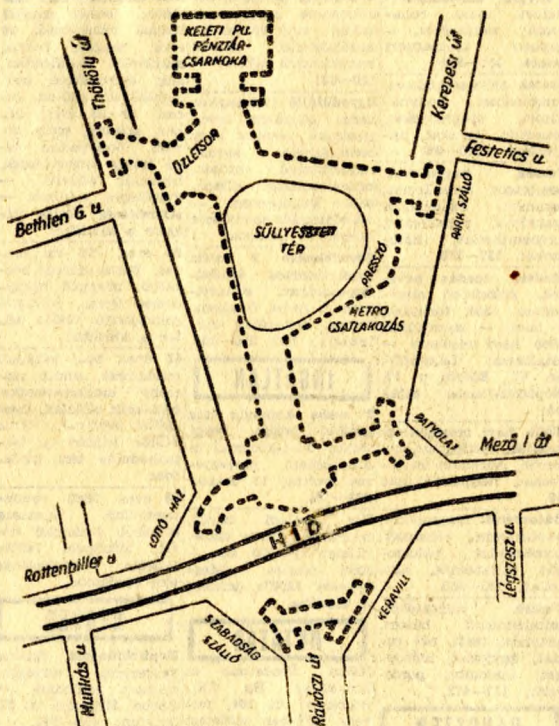 KELETI PU.
PÉNZTÁR-
CSARNOKA
Thököly út
Kerepesi út
ÜZLETSOR
Festetics u.
PARK SZÁLLÓ
Bethlen G. u
SÜLLYESZTETT
TÉR
PRESSZÓ
METRO
CSATLAKOZÁS
PATYOLAT
Mező I út
LOTTÓ-HÁZ
HÍD
Rottenbiller u
Légszesz u.
KERAVILL
SZABADSÁG
SZÁLLÓ
Munkás u
Rákóczi út